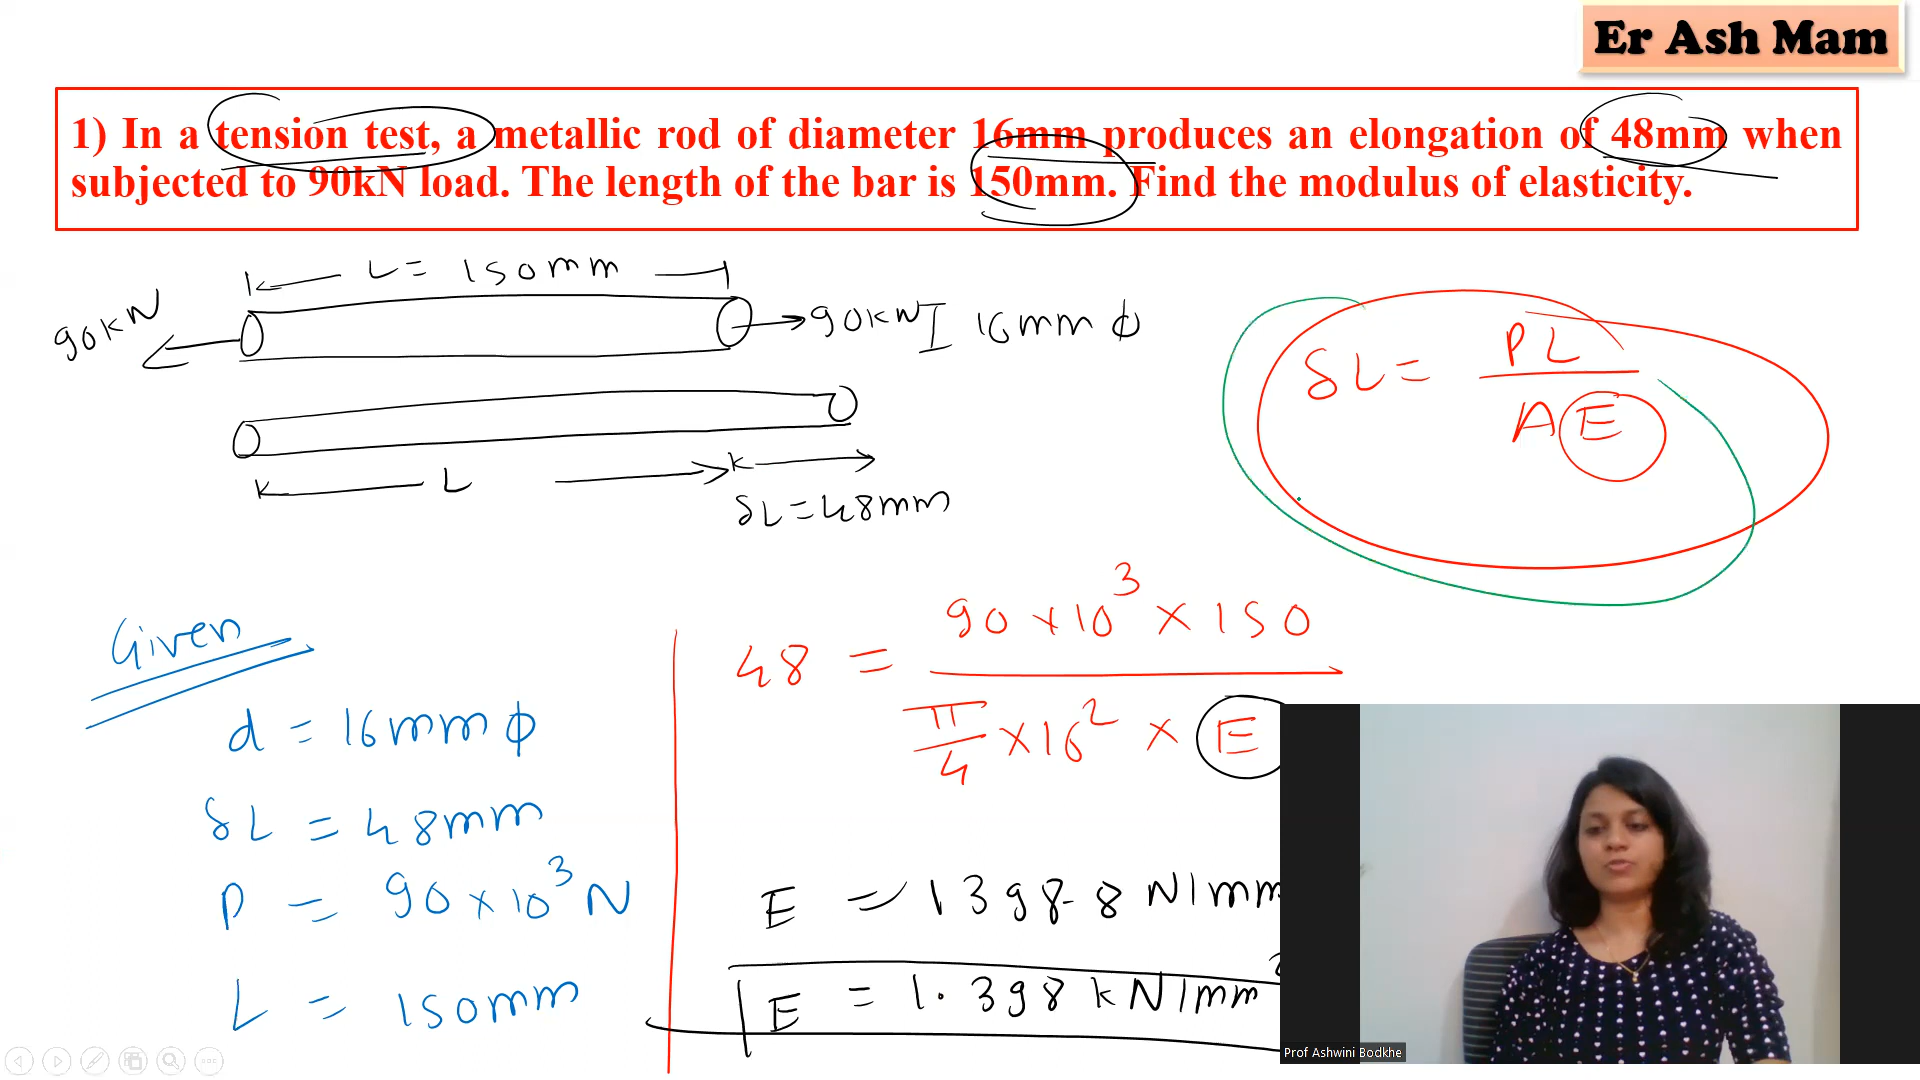 Er Ash Mam
1) In a tension test, a metallic rod of diameter 16mm produces an elongation of 48mm when
subjected to 90kN load. The length of the bar is 150mm. Find the modulus of elasticity.
L = 150mm
90kN
90kN
16mm ϕ
δL = PL / AE
L
δL = 48mm
Given
d = 16mm ϕ
δL = 48mm
P = 90 × 10³ N
L = 150mm
48 = 90 × 10³ × 150 / π/4 × 16² × E
E = 1398.8 N/mm
E = 1.398 kN/mm²
Prof Ashwini Bodkhe